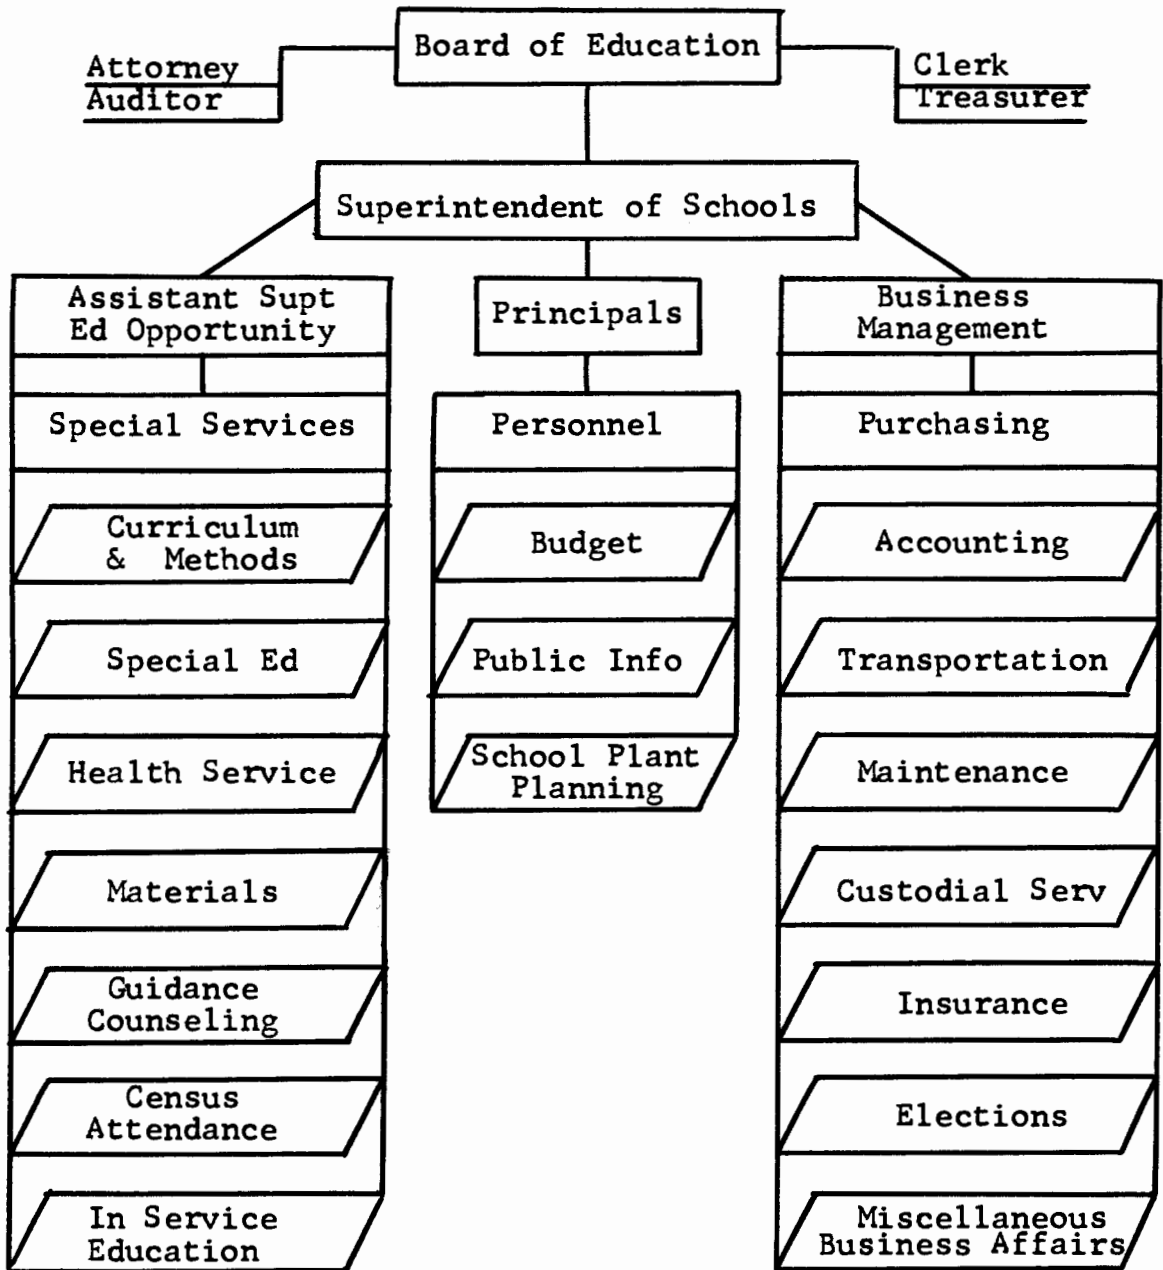 Board of Education
Attorney
Auditor
Clerk
Treasurer
Superintendent of Schools
Assistant Supt
Ed Opportunity
Principals
Business
Management
Special Services
Personnel
Purchasing
Curriculum
& Methods
Budget
Accounting
Special Ed
Public Info
Transportation
Health Service
School Plant
Planning
Maintenance
Materials
Custodial Serv
Guidance
Counseling
Insurance
Census
Attendance
Elections
In Service
Education
Miscellaneous
Business Affairs